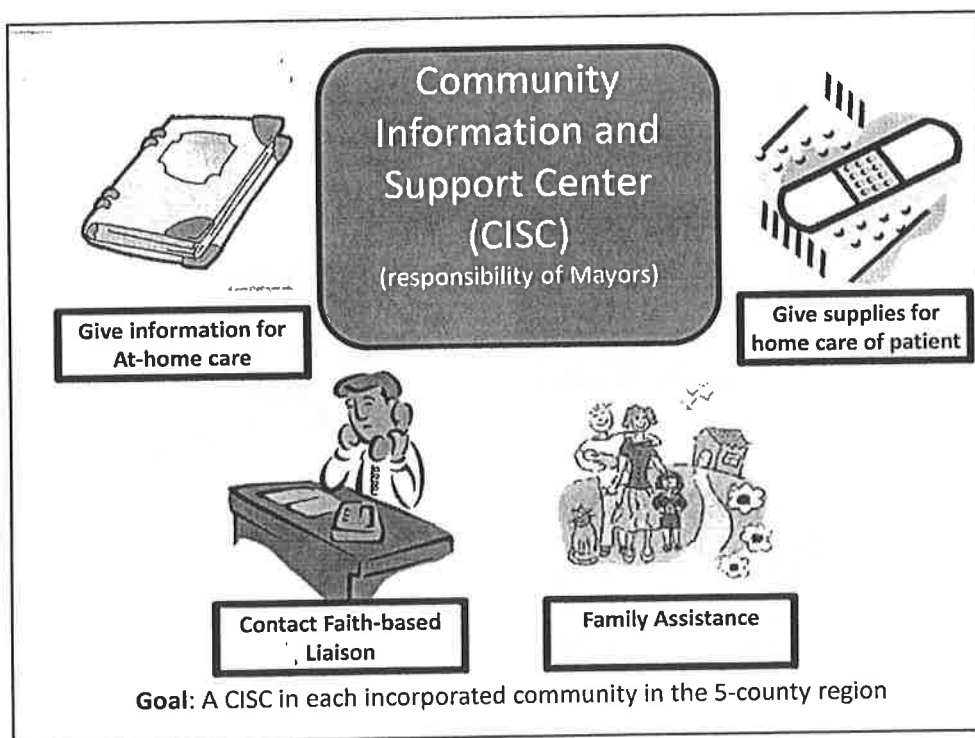 Community
Information and
Support Center
(CISC)
(responsibility of Mayors)
Give information for
At-home care
Give supplies for
home care of patient
Contact Faith-based
Liaison
Family Assistance
Goal: A CISC in each incorporated community in the 5-county region